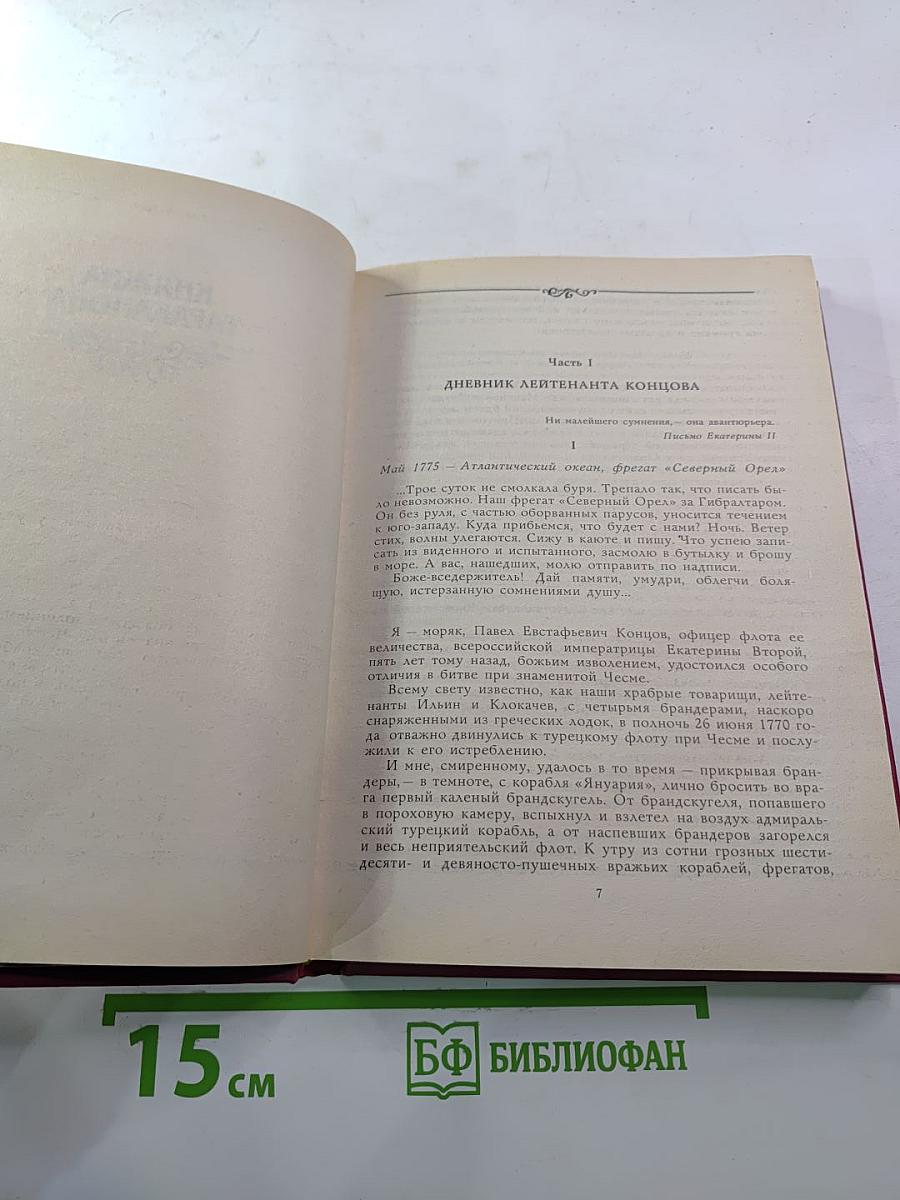 Часть I
ДНЕВНИК ЛЕЙТЕНАНТА КОНЦОВА
Ни малейшего сумнения,— она авантюрьера.
Письмо Екатерины II
I
Май 1775 — Атлантический океан, фрегат «Северный Орел»
...Трое суток не смолкала буря. Трепало так, что писать бы-
ло невозможно. Наш фрегат «Северный Орел» за Гибралтаром.
Он без руля, с частью оборванных парусов, уносится течением
к юго-западу. Куда прибьемся, что будет с нами? Ночь. Ветер
стих, волны улегаются. Сижу в каюте и пишу. Что успею запи-
сать из виденного и испытанного, засмолю в бутылку и брошу
в море. А вас, нашедших, молю отправить по надписи.
Боже-вседержитель! Дай памяти, умудри, облегчи боля-
щую, истерзанную сомнениями душу...
Я — моряк, Павел Евстафьевич Концов, офицер флота ее
величества, всероссийской императрицы Екатерины Второй,
пять лет тому назад, божьим изволением, удостоился особого
отличия в битве при знаменитой Чесме.
Всему свету известно, как наши храбрые товарищи, лейте-
нанты Ильин и Клокачев, с четырьмя брандерами, наскоро
снаряженными из греческих лодок, в полночь 26 июня 1770 го-
да отважно двинулись к турецкому флоту при Чесме и послу-
жили к его истреблению.
И мне, смиренному, удалось в то время — прикрывая бран-
деры,— в темноте, с корабля «Януария», лично бросить во вра-
га первый каленый брандскугель. От брандскугеля, попавшего
в пороховую камеру, вспыхнул и взлетел на воздух адмираль-
ский турецкий корабль, а от наспевших брандеров загорелся
и весь неприятельский флот. К утру из сотни грозных шести-
десяти- и девяносто-пушечных вражьих кораблей, фрегатов,
7
15 см
БФ БИБЛИОФАН